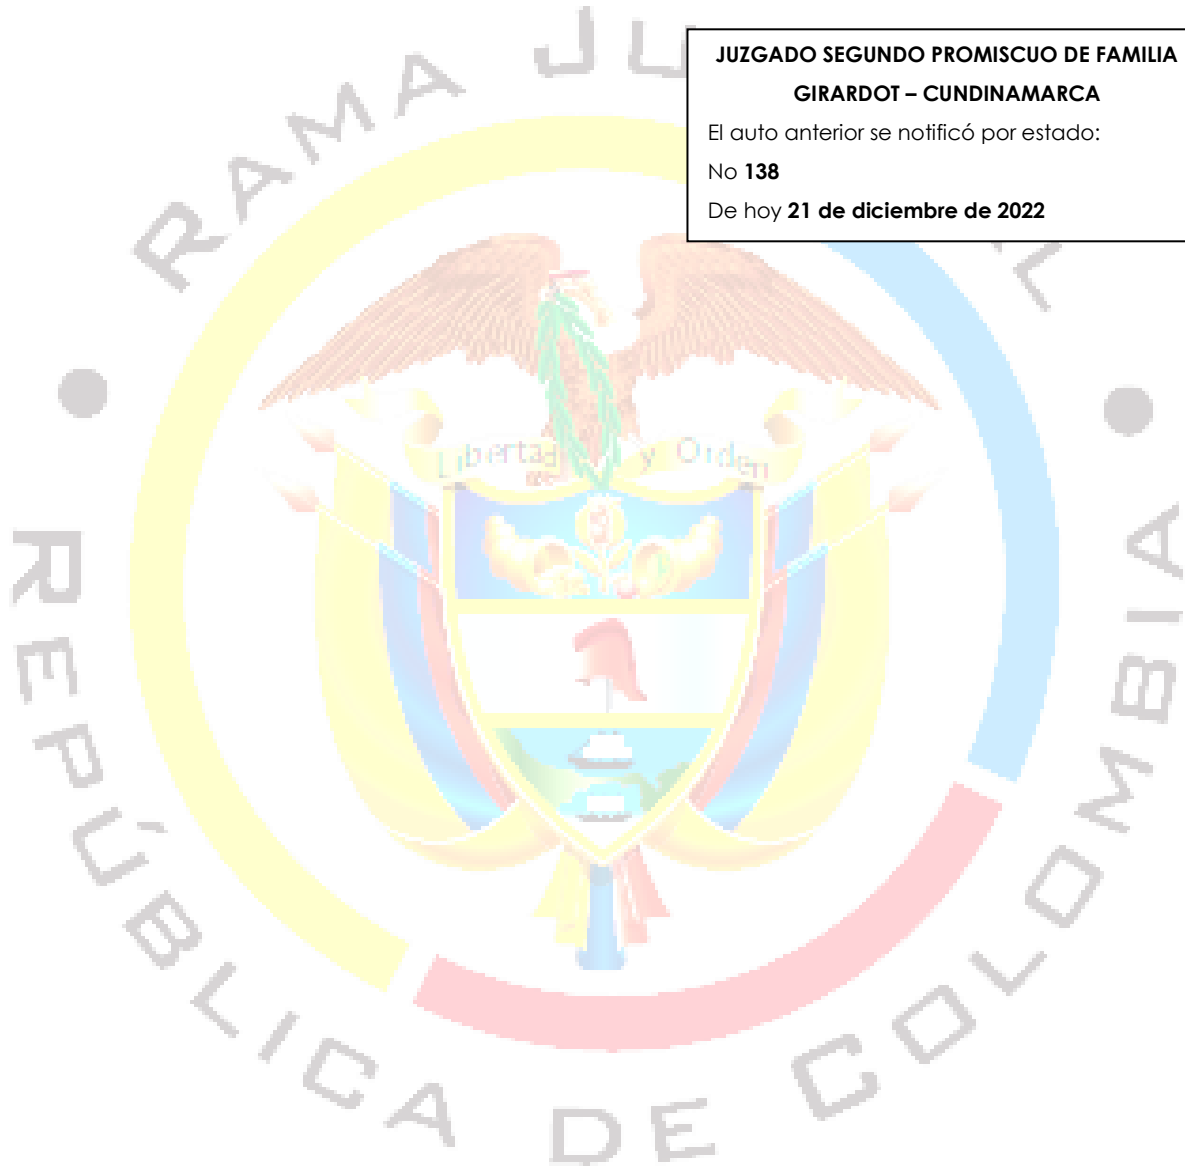 JUZGADO SEGUNDO PROMISCUO DE FAMILIA
GIRARDOT – CUNDINAMARCA
El auto anterior se notificó por estado:
No 138
De hoy 21 de diciembre de 2022
RAMA
Libertad y Orden
REPÚBLICA DE COLOMBIA